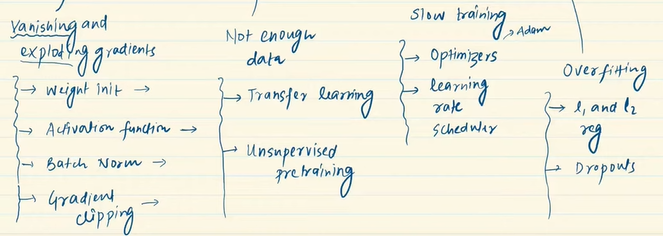 Vanishing and
exploding gradients
→ Weight init →
→ Activation function →
→ Batch Norm →
→ Gradient
clipping →
Not enough
data
→ Transfer learning
→ Unsupervised
pretraining
Slow training
→ Optimizers → Adam
→ learning
rate
schedular
Overfitting
→ l₁ and l₂
reg
→ Dropouts